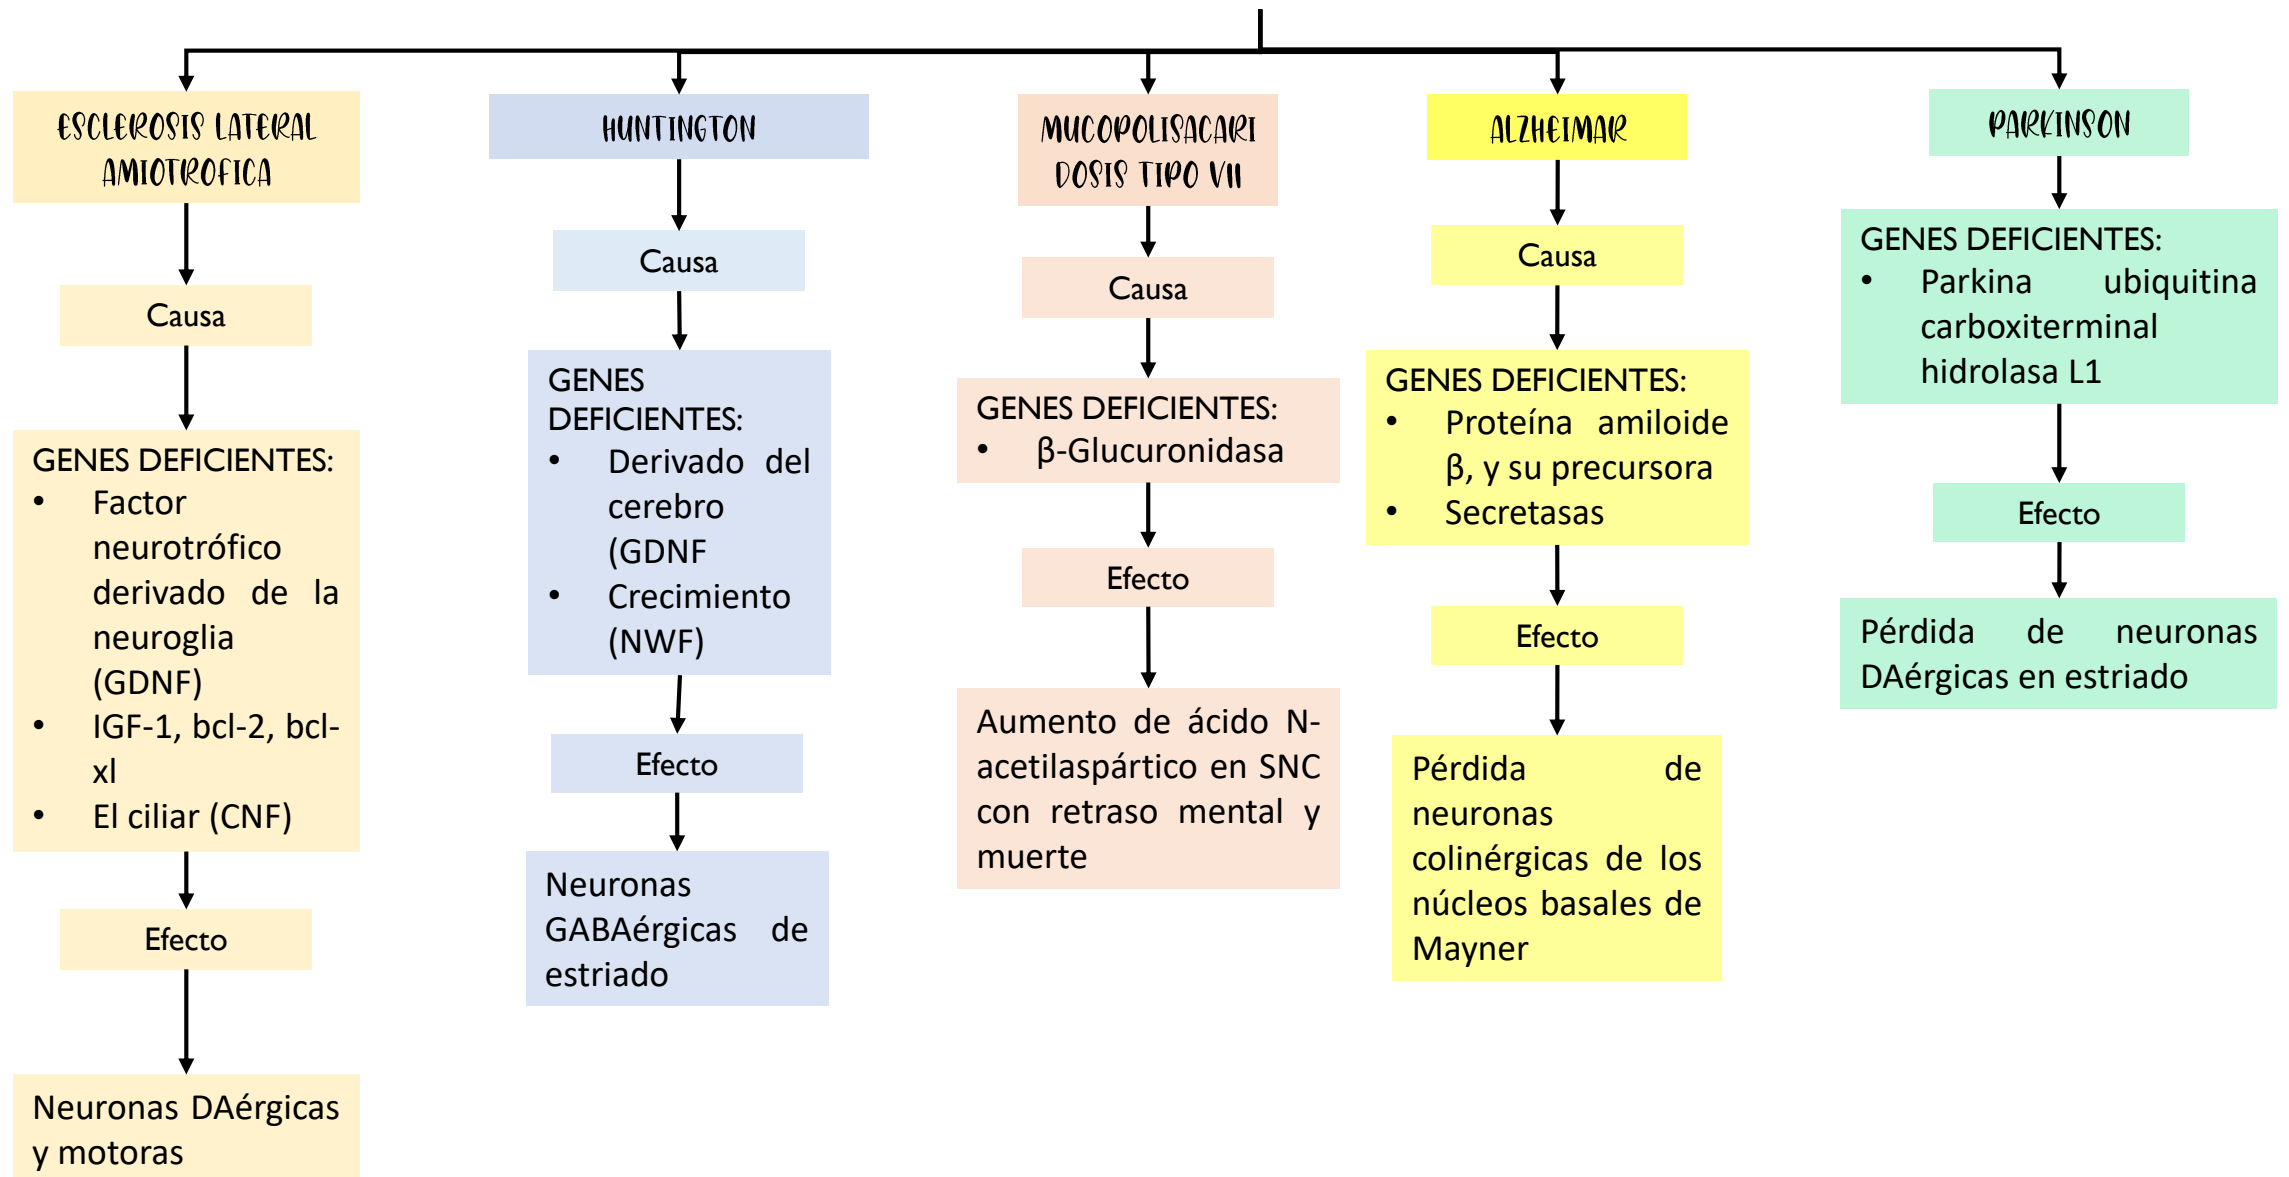 ESCLEROSIS LATERAL
AMIOTROFICA
Causa
GENES DEFICIENTES:
• Factor
neurotrófico
derivado de la
neuroglia
(GDNF)
• IGF-1, bcl-2, bcl-
xl
• El ciliar (CNF)
Efecto
Neuronas DAérgicas
y motoras
HUNTINGTON
Causa
GENES
DEFICIENTES:
• Derivado del
cerebro
(GDNF
• Crecimiento
(NWF)
Efecto
Neuronas
GABAérgicas de
estriado
MUCOPOLISACARI
DOSIS TIPO VII
Causa
GENES DEFICIENTES:
• β-Glucuronidasa
Efecto
Aumento de ácido N-
acetilaspártico en SNC
con retraso mental y
muerte
ALZHEIMAR
Causa
GENES DEFICIENTES:
• Proteína amiloide
β, y su precursora
• Secretasas
Efecto
Pérdida de
neuronas
colinérgicas de los
núcleos basales de
Mayner
PARKINSON
GENES DEFICIENTES:
• Parkina ubiquitina
carboxiterminal
hidrolasa L1
Efecto
Pérdida de neuronas
DAérgicas en estriado